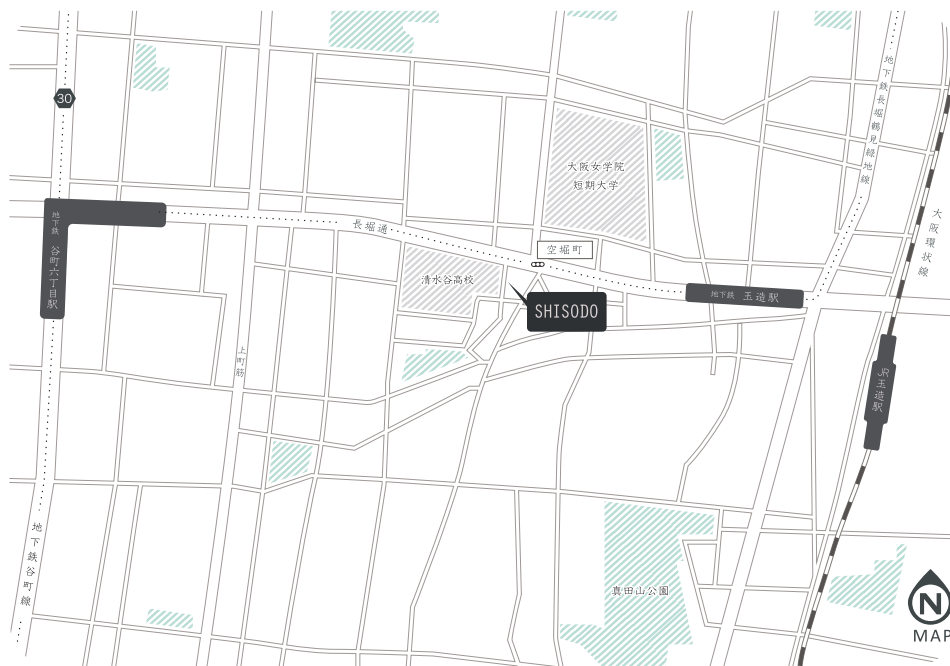 30
地下鉄長堀鶴見緑地線
大阪女学院
短期大学
地下鉄 谷町六丁目駅
長堀通
大阪環状線
空堀町
清水谷高校
地下鉄 玉造駅
SHISODO
上町筋
JR玉造駅
地下鉄谷町線
真田山公園
N
MAP